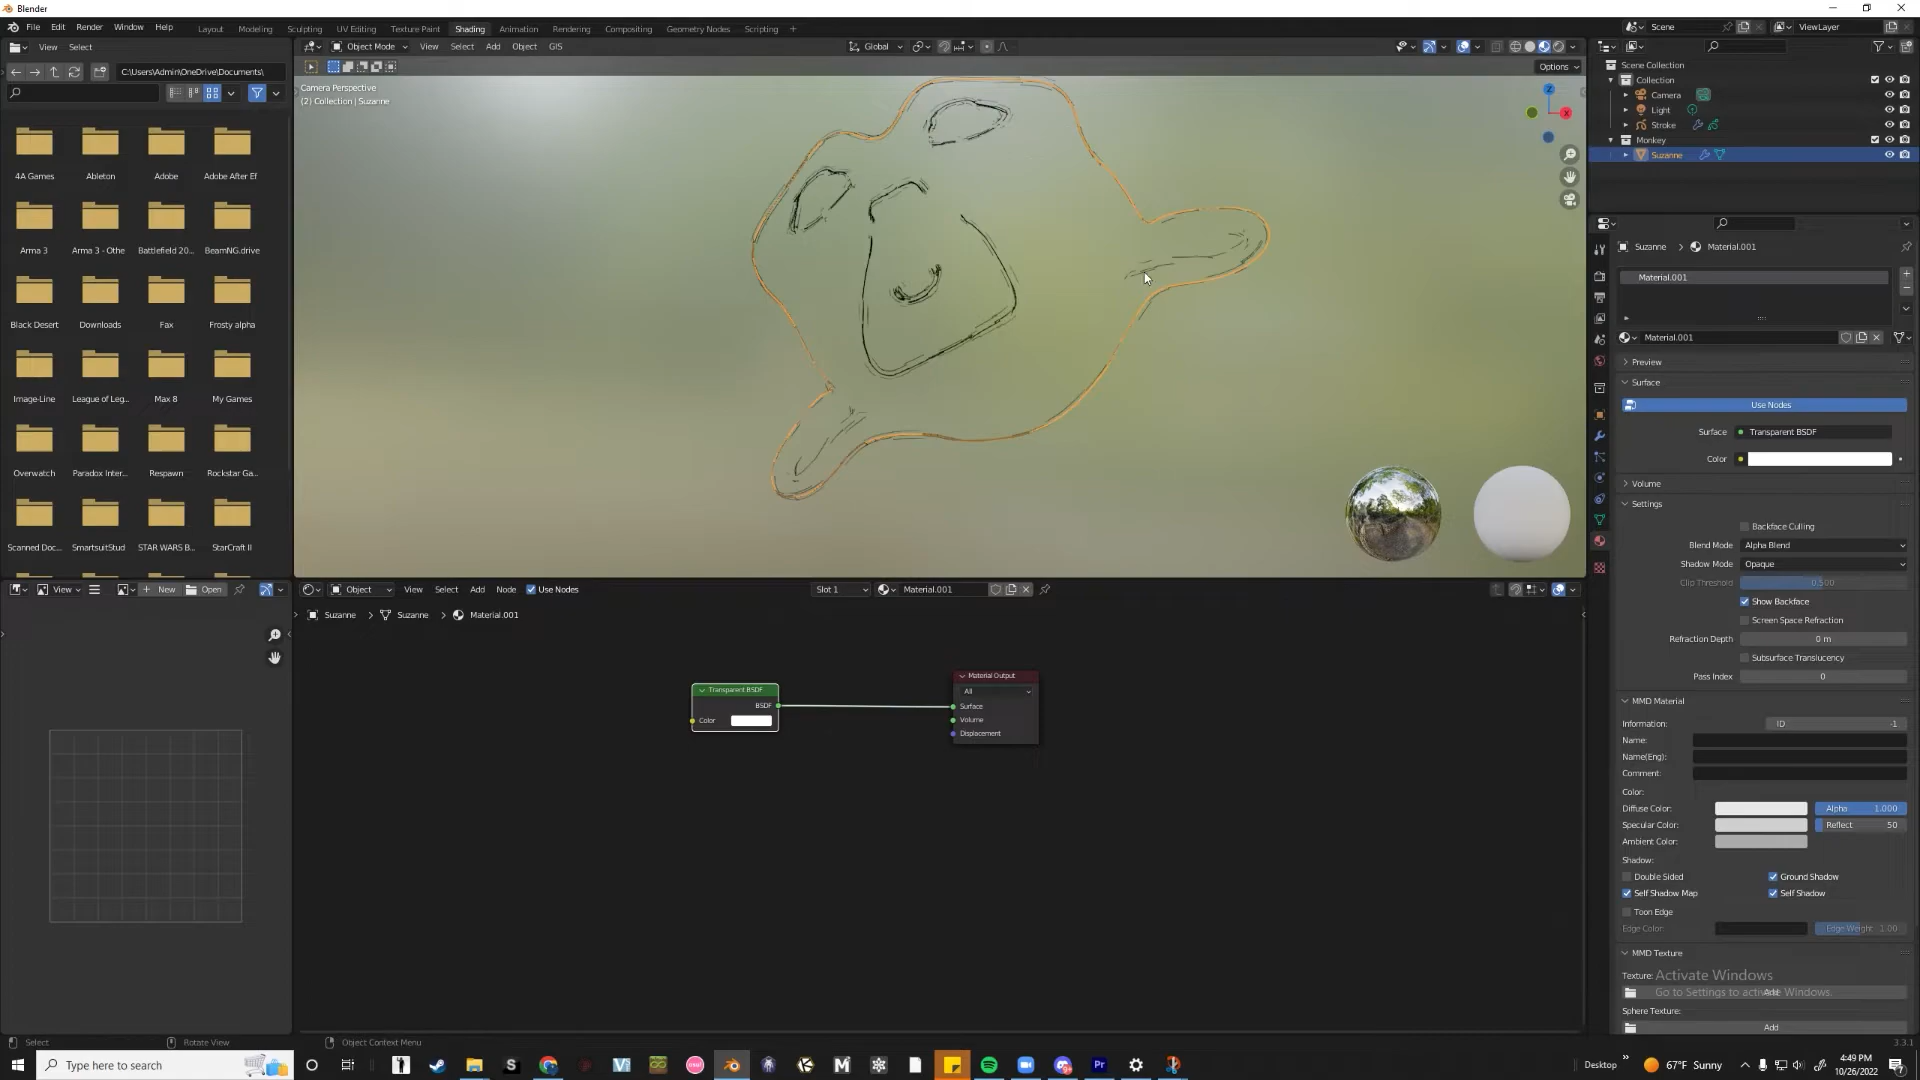 Blender
File Edit Render Window Help Layout Modeling Sculpting UV Editing Texture Paint Shading Animation Rendering Compositing Geometry Nodes Scripting + Scene ViewLayer
View Select Object Mode View Select Add Object GIS Global
C:\Users\Admin\OneDrive\Documents\ Options
Camera Perspective
(2) Collection | Suzanne
Z
X
4A Games Ableton Adobe Adobe After Ef
Arma 3 Arma 3 - Othe Battlefield 20... BeamNG.drive
Black Desert Downloads Fax Frosty alpha
Image-Line League of Leg... Max 8 My Games
Overwatch Paradox Inter... Respawn Rockstar Ga...
Scanned Doc... SmartsuitStud STAR WARS B... StarCraft II
Scene Collection
Collection
Camera
Light
Stroke
Monkey
Suzanne
Suzanne > Material.001
Material.001
Material.001
Preview
Surface
Use Nodes
Surface Transparent BSDF
Color
Volume
Settings
Backface Culling
Blend Mode Alpha Blend
Shadow Mode Opaque
Clip Threshold 0.500
Show Backface
Screen Space Refraction
Refraction Depth 0 m
Subsurface Translucency
Pass Index 0
MMD Material
Information: ID -1
Name:
Name(Eng):
Comment:
Color:
Diffuse Color: Alpha 1.000
Specular Color: Reflect 50
Ambient Color:
Shadow:
Double Sided Ground Shadow
Self Shadow Map Self Shadow
Toon Edge
Edge Color: Edge Weight 1.00
MMD Texture
Texture:
Add
Activate Windows
Go to Settings to activate Windows.
Sphere Texture:
Add
View New Open Object View Select Add Node Use Nodes Slot 1 Material.001
Suzanne > Suzanne > Material.001
Transparent BSDF
BSDF
Color
Material Output
All
Surface
Volume
Displacement
Select Rotate View Object Context Menu 3.3.1
Type here to search Desktop 67°F Sunny 4:49 PM
10/26/2022